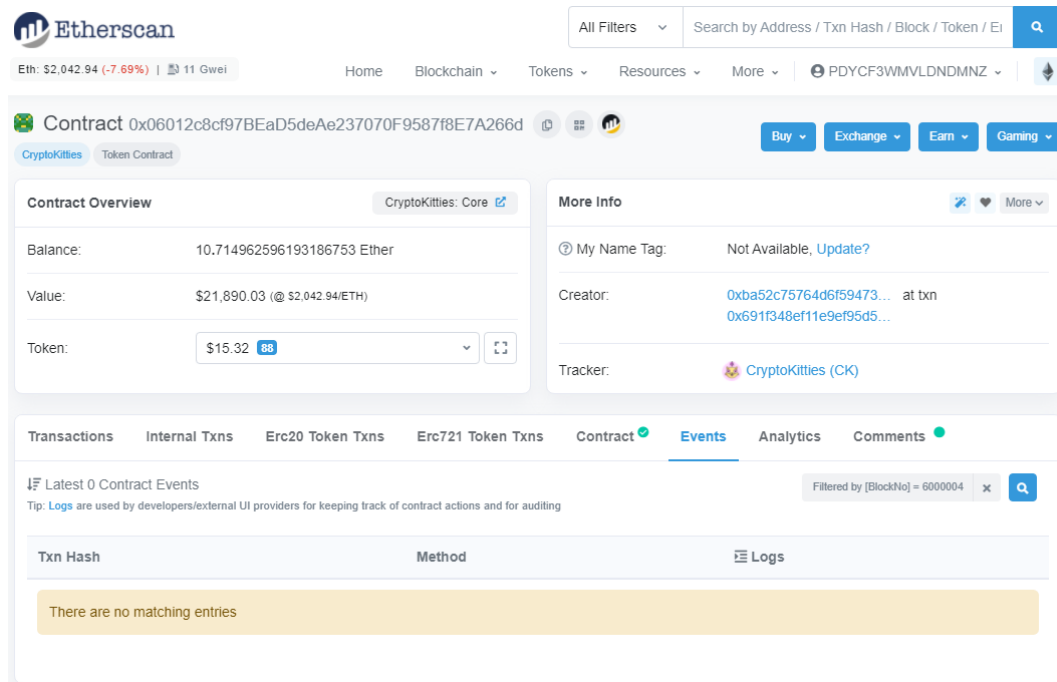 Etherscan
All Filters
Search by Address / Txn Hash / Block / Token / Er
Eth: $2,042.94 (-7.69%) | 11 Gwei
Home Blockchain Tokens Resources More PDYCF3WMVLDNDMNZ
Contract 0x06012c8cf97BEaD5deAe237070F9587f8E7A266d
Buy Exchange Earn Gaming
CryptoKitties Token Contract
Contract Overview
CryptoKitties: Core
Balance: 10.714962596193186753 Ether
Value: $21,890.03 (@ $2,042.94/ETH)
Token: $15.32 88
More Info
More
My Name Tag: Not Available, Update?
Creator: 0xba52c75764d6f59473... at txn
0x691f348ef11e9ef95d5...
Tracker: CryptoKitties (CK)
Transactions Internal Txns Erc20 Token Txns Erc721 Token Txns Contract Events Analytics Comments
Latest 0 Contract Events
Filtered by [BlockNo] = 6000004
Tip: Logs are used by developers/external UI providers for keeping track of contract actions and for auditing
Txn Hash Method Logs
There are no matching entries